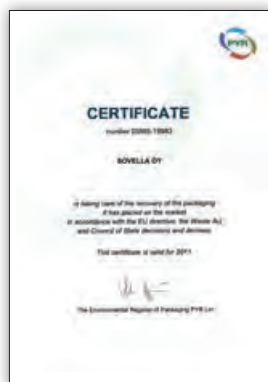 PYR
CERTIFICATE
number
SOVELLA OY
is taking care of the recovery of the packaging
it has placed on the market
in accordance with the EU directive, the Waste Act
and Council of State decisions and decrees
This certificate is valid for 2011
The Environmental Register of Packaging PYR Ltd